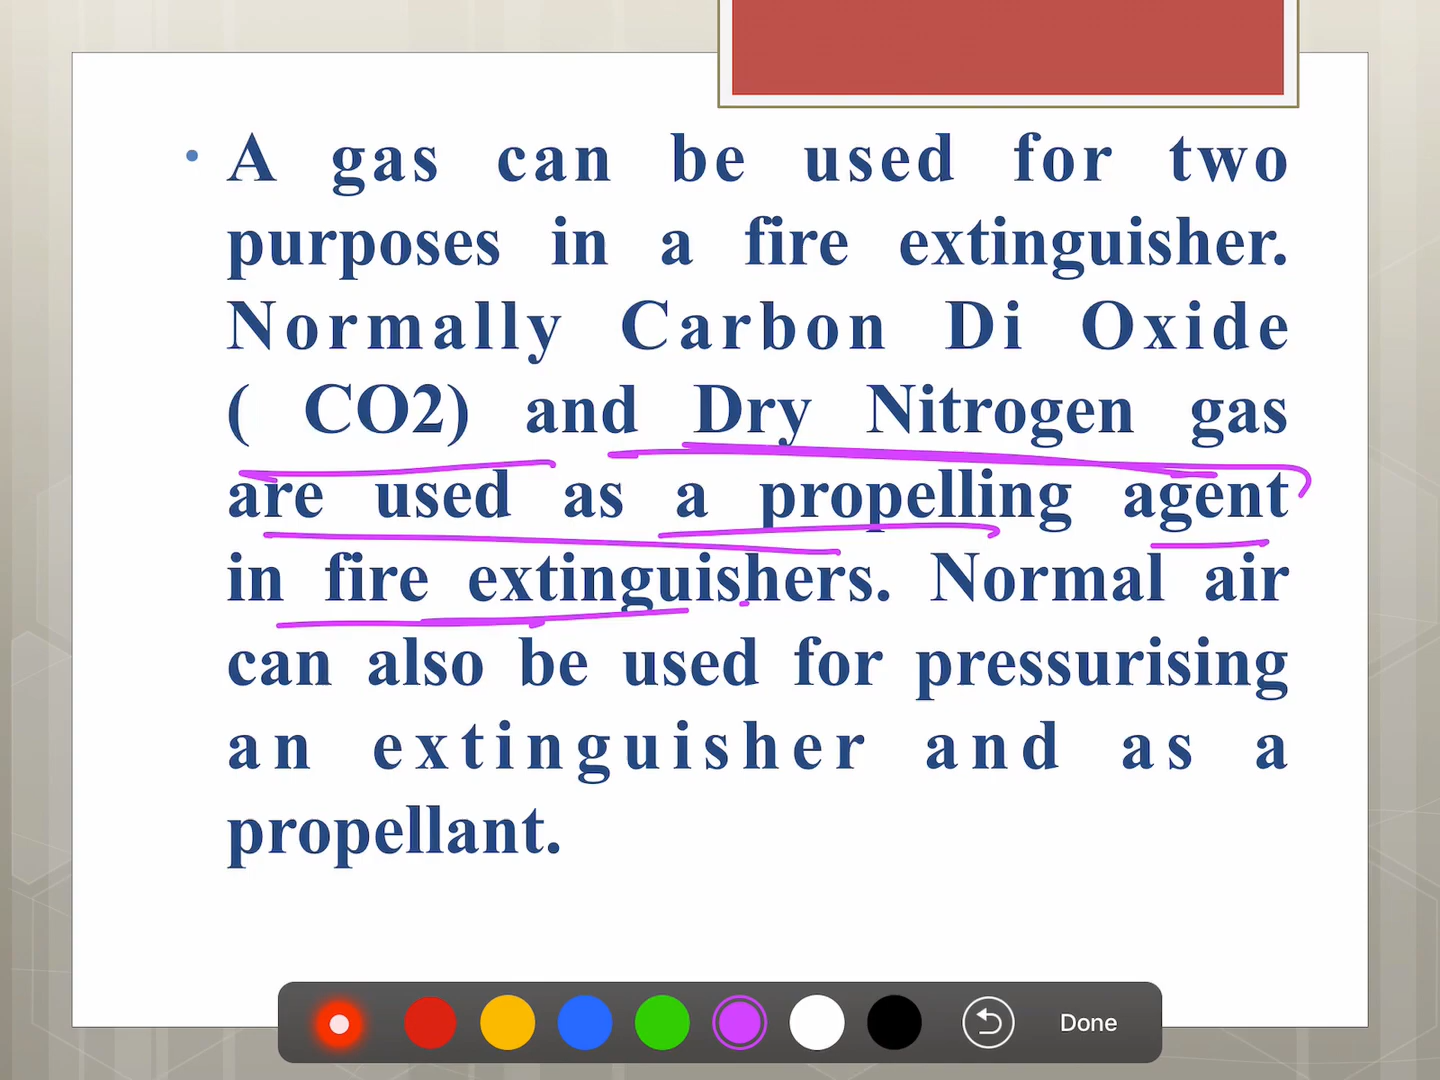 • A gas can be used for two
purposes in a fire extinguisher.
Normally Carbon Di Oxide
( CO2) and Dry Nitrogen gas
are used as a propelling agent
in fire extinguishers. Normal air
can also be used for pressurising
an extinguisher and as a
propellant.
Done